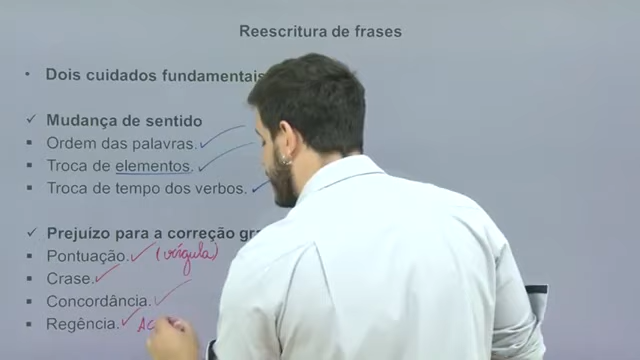 Reescritura de frases
Dois cuidados fundamentais
Mudança de sentido
Ordem das palavras.
Troca de elementos.
Troca de tempo dos verbos.
Prejuízo para a correção
Pontuação. (vírgula)
Crase.
Concordância.
Regência.